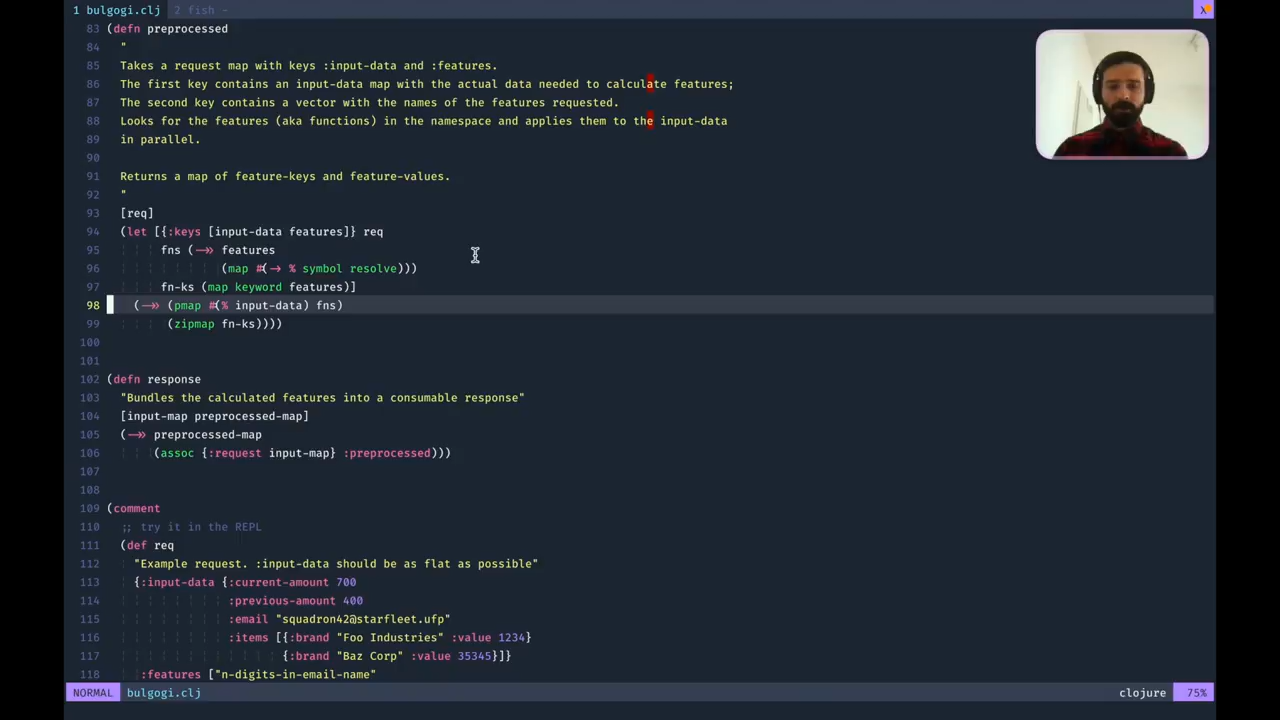 1 bulgogi.clj 2 fish - X
83 (defn preprocessed
84 "
85 Takes a request map with keys :input-data and :features.
86 The first key contains an input-data map with the actual data needed to calculate features;
87 The second key contains a vector with the names of the features requested.
88 Looks for the features (aka functions) in the namespace and applies them to the input-data
89 in parallel.
90
91 Returns a map of feature-keys and feature-values.
92 "
93 [req]
94 (let [{:keys [input-data features]} req
95 fns (->> features
96 (map #(-> % symbol resolve)))
97 fn-ks (map keyword features)]
98 (->> (pmap #(% input-data) fns)
99 (zipmap fn-ks))))
100
101
102 (defn response
103 "Bundles the calculated features into a consumable response"
104 [input-map preprocessed-map]
105 (->> preprocessed-map
106 (assoc {:request input-map} :preprocessed)))
107
108
109 (comment
110 ;; try it in the REPL
111 (def req
112 "Example request. :input-data should be as flat as possible"
113 {:input-data {:current-amount 700
114 :previous-amount 400
115 :email "squadron42@starfleet.ufp"
116 :items [{:brand "Foo Industries" :value 1234}
117 {:brand "Baz Corp" :value 35345}]}
118 :features ["n-digits-in-email-name"
NORMAL bulgogi.clj clojure 75%